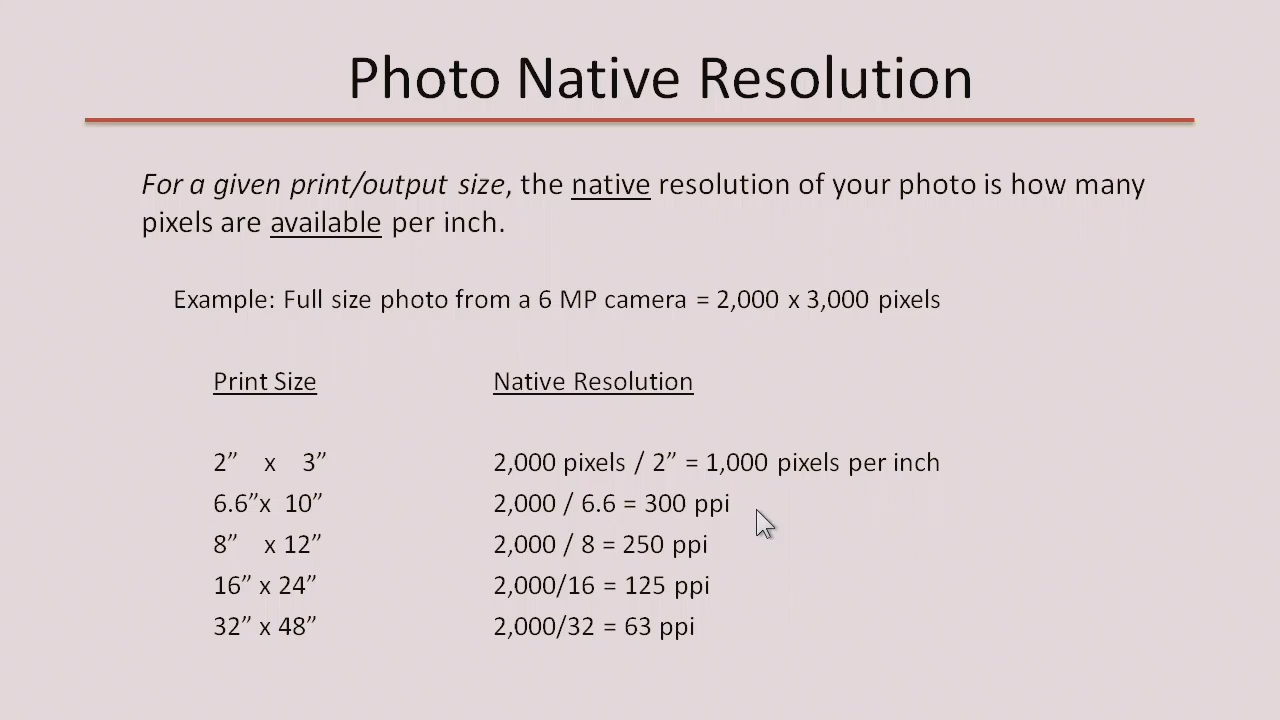 Photo Native Resolution
For a given print/output size, the native resolution of your photo is how many
pixels are available per inch.
Example: Full size photo from a 6 MP camera = 2,000 x 3,000 pixels
Print Size Native Resolution
2” x 3” 2,000 pixels / 2” = 1,000 pixels per inch
6.6”x 10” 2,000 / 6.6 = 300 ppi
8” x 12” 2,000 / 8 = 250 ppi
16” x 24” 2,000/16 = 125 ppi
32” x 48” 2,000/32 = 63 ppi